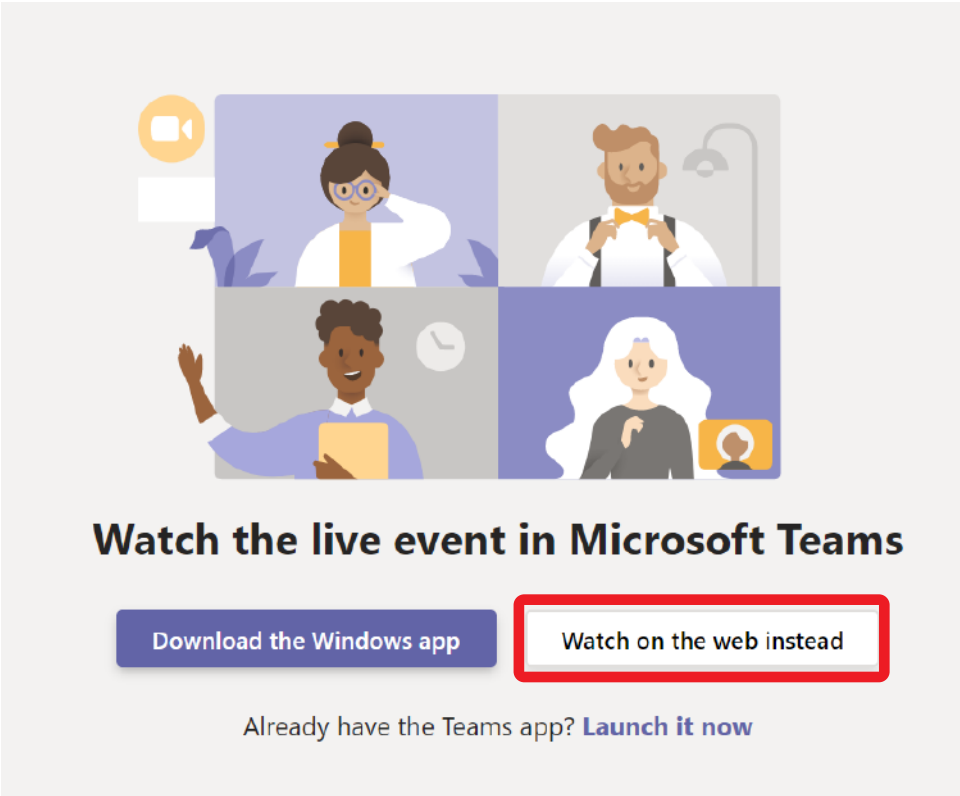 Watch the live event in Microsoft Teams
Download the Windows app
Watch on the web instead
Already have the Teams app? Launch it now